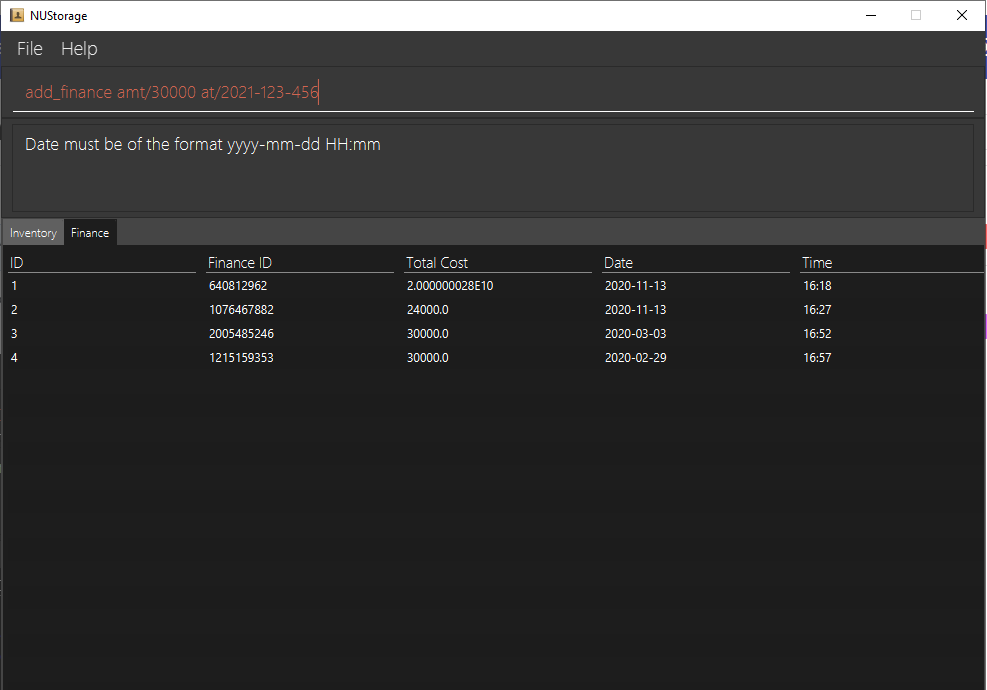 NUStorage
File Help
add_finance amt/30000 at/2021-123-456
Date must be of the format yyyy-mm-dd HH:mm
Inventory Finance
ID Finance ID Total Cost Date Time
1 640812962 2.000000028E10 2020-11-13 16:18
2 1076467882 24000.0 2020-11-13 16:27
3 2005485246 30000.0 2020-03-03 16:52
4 1215159353 30000.0 2020-02-29 16:57